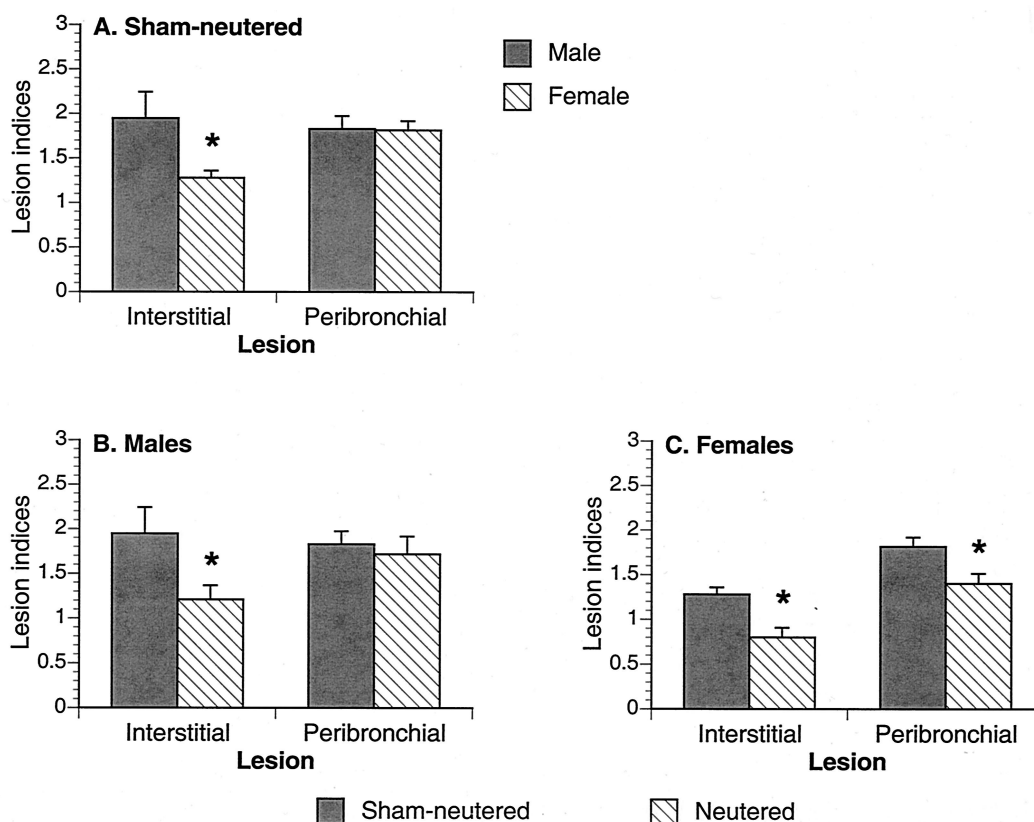 A. Sham-neutered
Lesion indices
3
2.5
2
1.5
1
0.5
0
*
Interstitial Peribronchial
Lesion
Male
Female
B. Males
Lesion indices
3
2.5
2
1.5
1
0.5
0
*
Interstitial Peribronchial
Lesion
C. Females
Lesion indices
3
2.5
2
1.5
1
0.5
0
*
*
Interstitial Peribronchial
Lesion
Sham-neutered Neutered